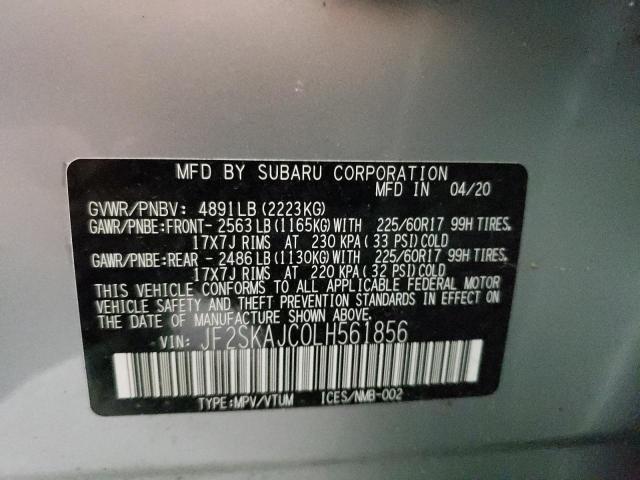 MFD BY SUBARU CORPORATION
MFD IN 04/20
GVWR/PNBV: 4891LB (2223KG)
GAWR/PNBE:FRONT- 2563LB (1165KG)WITH 225/60R17 99H TIRES,
17X7J RIMS AT 230 KPA (33 PSI)COLD
GAWR/PNBE:REAR - 2486LB (1130KG)WITH 225/60R17 99H TIRES,
17X7J RIMS AT 220 KPA (32 PSI)COLD
THIS VEHICLE CONFORMS TO ALL APPLICABLE FEDERAL MOTOR
VEHICLE SAFETY AND THEFT PREVENTION STANDARDS IN EFFECT
ON THE DATE OF MANUFACTURE SHOWN ABOVE.
VIN: JF2SKAJC0LH561856
TYPE:MPV/VTUM ICES/NMB-002